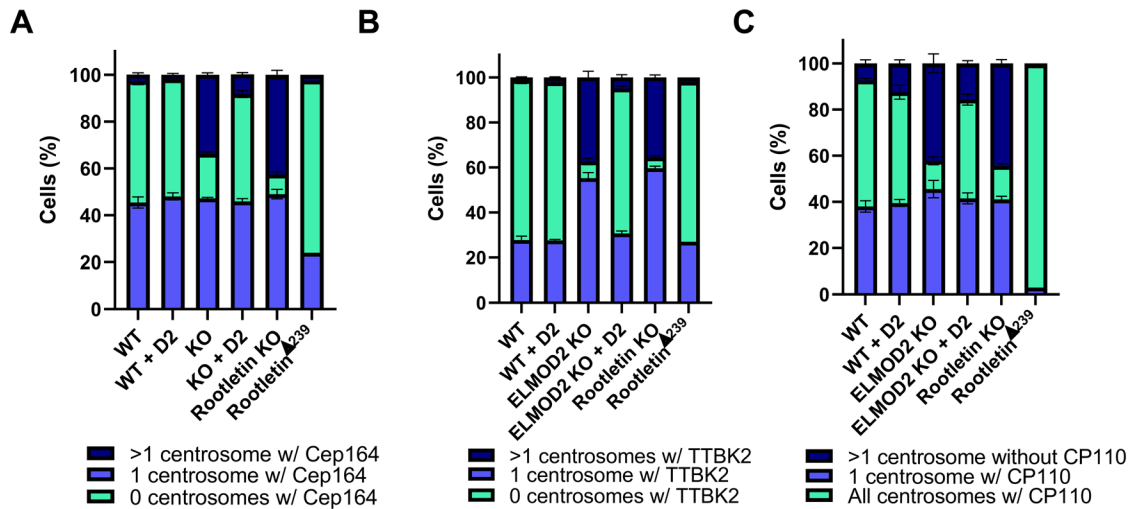 A
Cells (%)
100
80
60
40
20
0
WT
WT + D2
KO
KO + D2
Rootletin KO
Rootletin▲239
>1 centrosome w/ Cep164
1 centrosome w/ Cep164
0 centrosomes w/ Cep164
B
Cells (%)
100
80
60
40
20
0
WT
WT + D2
ELMOD2 KO
ELMOD2 KO + D2
Rootletin KO
Rootletin▲239
>1 centrosomes w/ TTBK2
1 centrosome w/ TTBK2
0 centrosomes w/ TTBK2
C
Cells (%)
100
80
60
40
20
0
WT
WT + D2
ELMOD2 KO
ELMOD2 KO + D2
Rootletin KO
Rootletin▲239
>1 centrosome without CP110
1 centrosome w/ CP110
All centrosomes w/ CP110